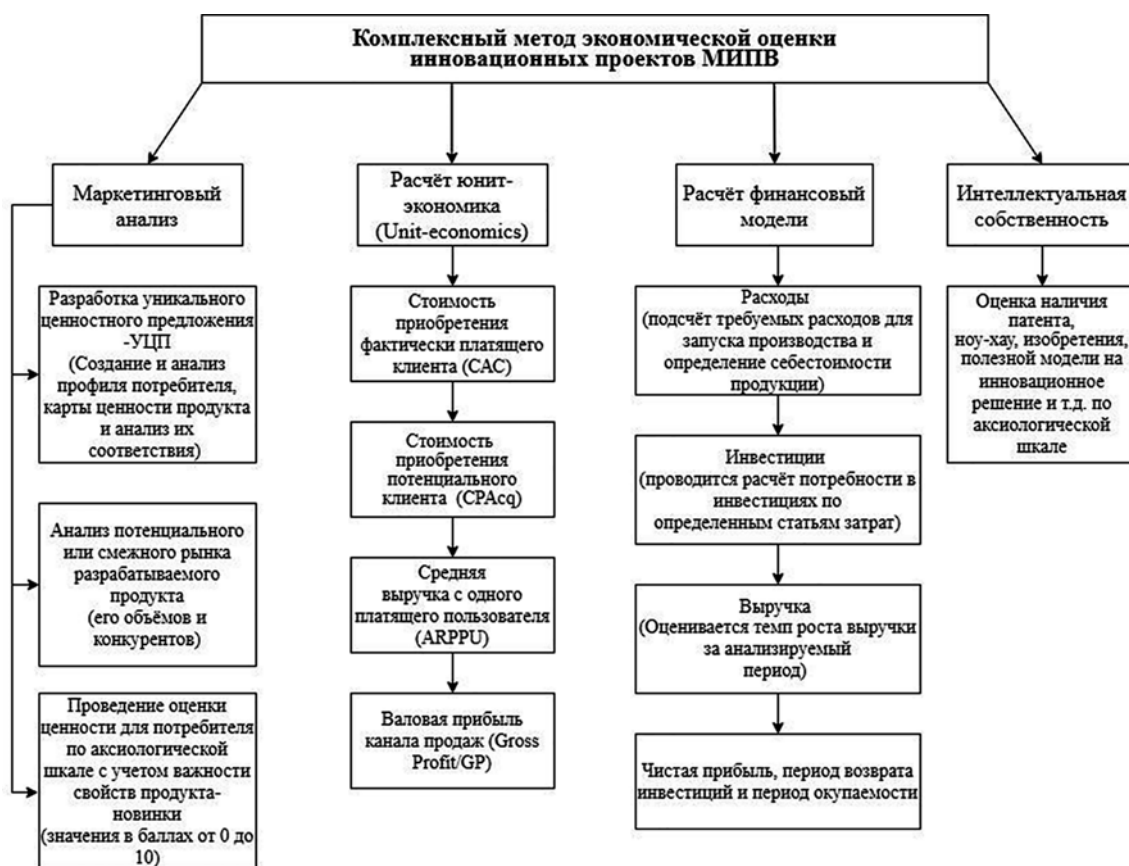 Комплексный метод экономической оценки
инновационных проектов МИПВ
Маркетинговый
анализ
Разработка уникального
ценностного предложения
-УЦП
(Создание и анализ
профиля потребителя,
карты ценности продукта
и анализ их
соответствия)
Анализ потенциального
или смежного рынка
разрабатываемого
продукта
(его объёмов и
конкурентов)
Проведение оценки
ценности для потребителя
по аксиологической
шкале с учетом важности
свойств продукта-
новинки
(значения в баллах от 0 до
10)
Расчёт юнит-
экономика
(Unit-economics)
Стоимость
приобретения
фактически платящего
клиента (CAC)
Стоимость
приобретения
потенциального
клиента (CPAcq)
Средняя
выручка с одного
платящего пользователя
(ARPPU)
Валовая прибыль
канала продаж (Gross
Profit/GP)
Расчёт финансовой
модели
Расходы
(подсчёт требуемых расходов для
запуска производства и
определение себестоимости
продукции)
Инвестиции
(проводится расчёт потребности в
инвестициях по
определенным статьям затрат)
Выручка
(Оценивается темп роста выручки
за анализируемый
период)
Чистая прибыль, период возврата
инвестиций и период окупаемости
Интеллектуальная
собственность
Оценка наличия
патента,
ноу-хау, изобретения,
полезной модели на
инновационное
решение и т.д. по
аксиологической
шкале